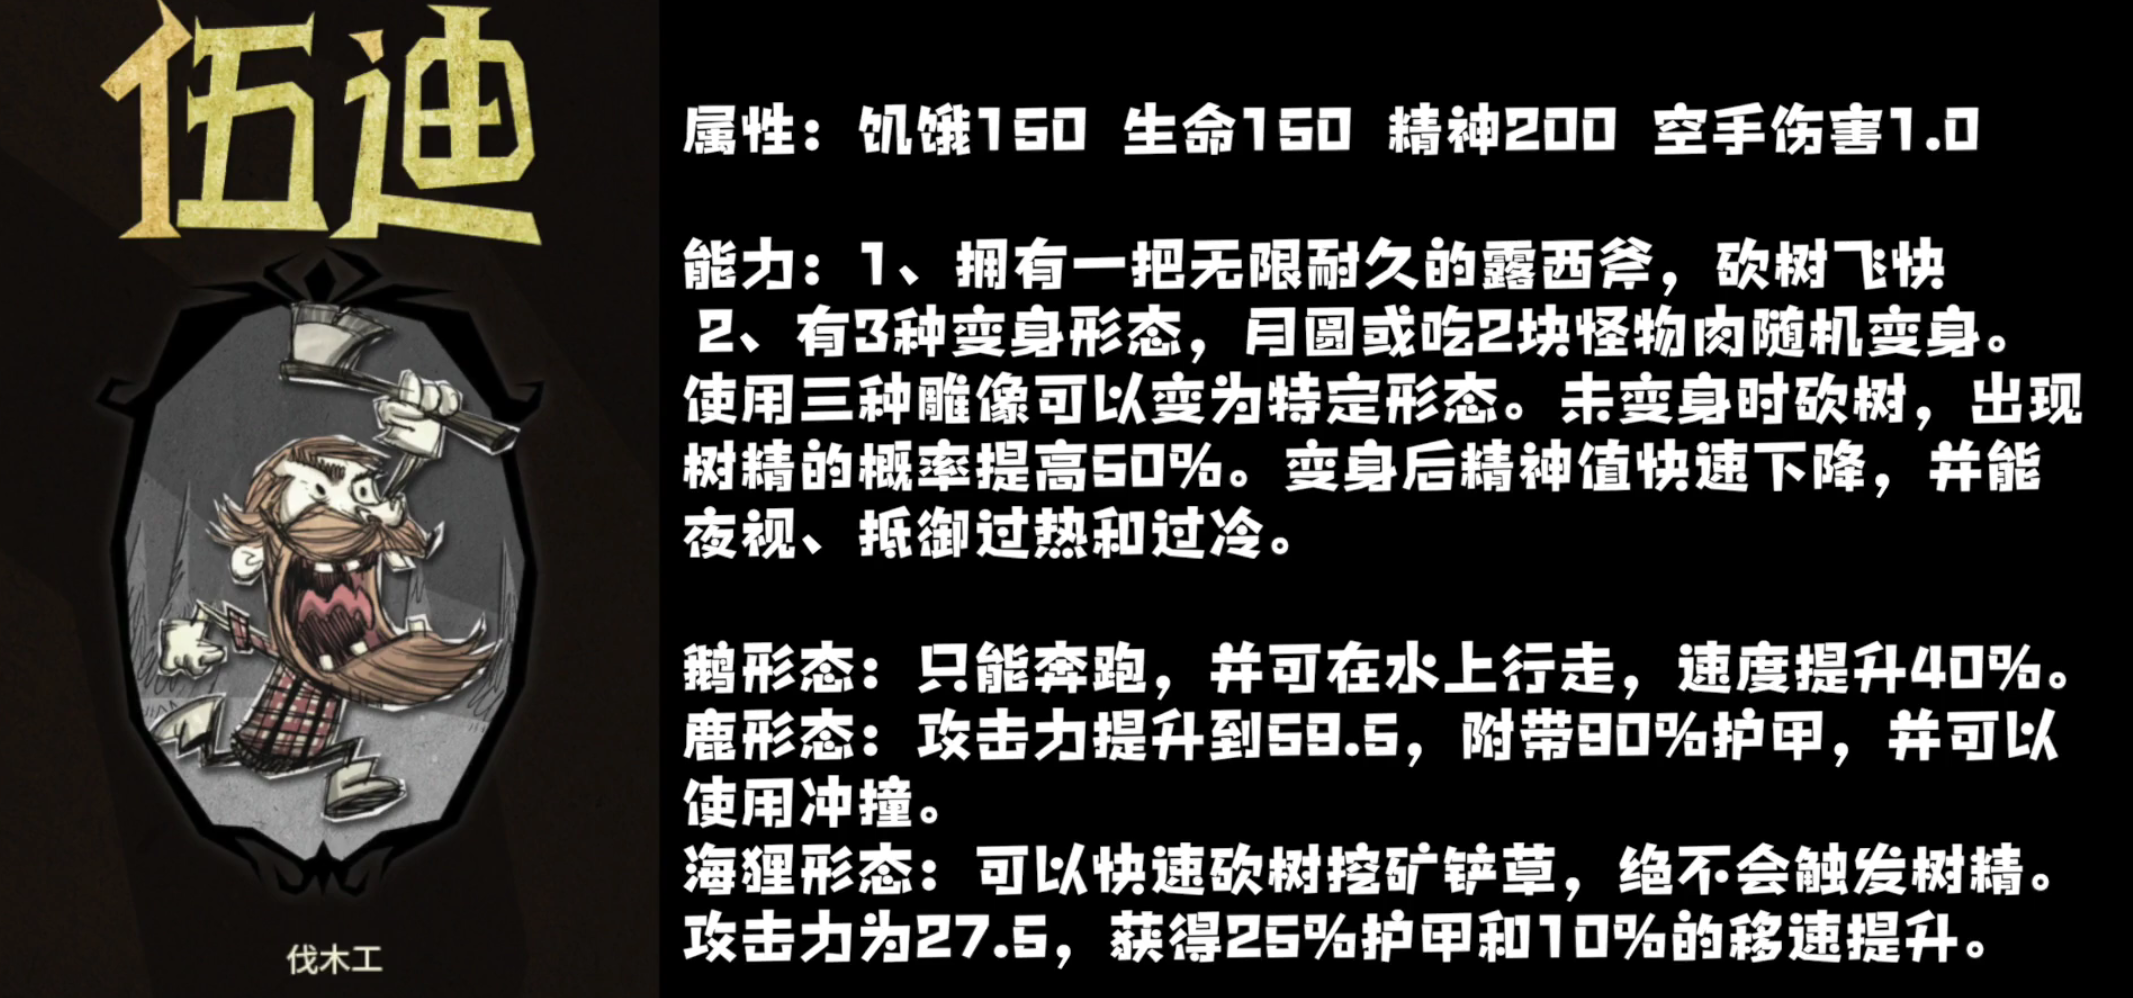 伍迪
伐木工
属性：饥饿150 生命150 精神200 空手伤害1.0
能力：1、拥有一把无限耐久的露西斧，砍树飞快
2、有3种变身形态，月圆或吃2块怪物肉随机变身。
使用三种雕像可以变为特定形态。未变身时砍树，出现
树精的概率提高50%。变身后精神值快速下降，并能
夜视、抵御过热和过冷。
鹅形态：只能奔跑，并可在水上行走，速度提升40%。
鹿形态：攻击力提升到59.5，附带90%护甲，并可以
使用冲撞。
海狸形态：可以快速砍树挖矿铲草，绝不会触发树精。
攻击力为27.5，获得25%护甲和10%的移速提升。